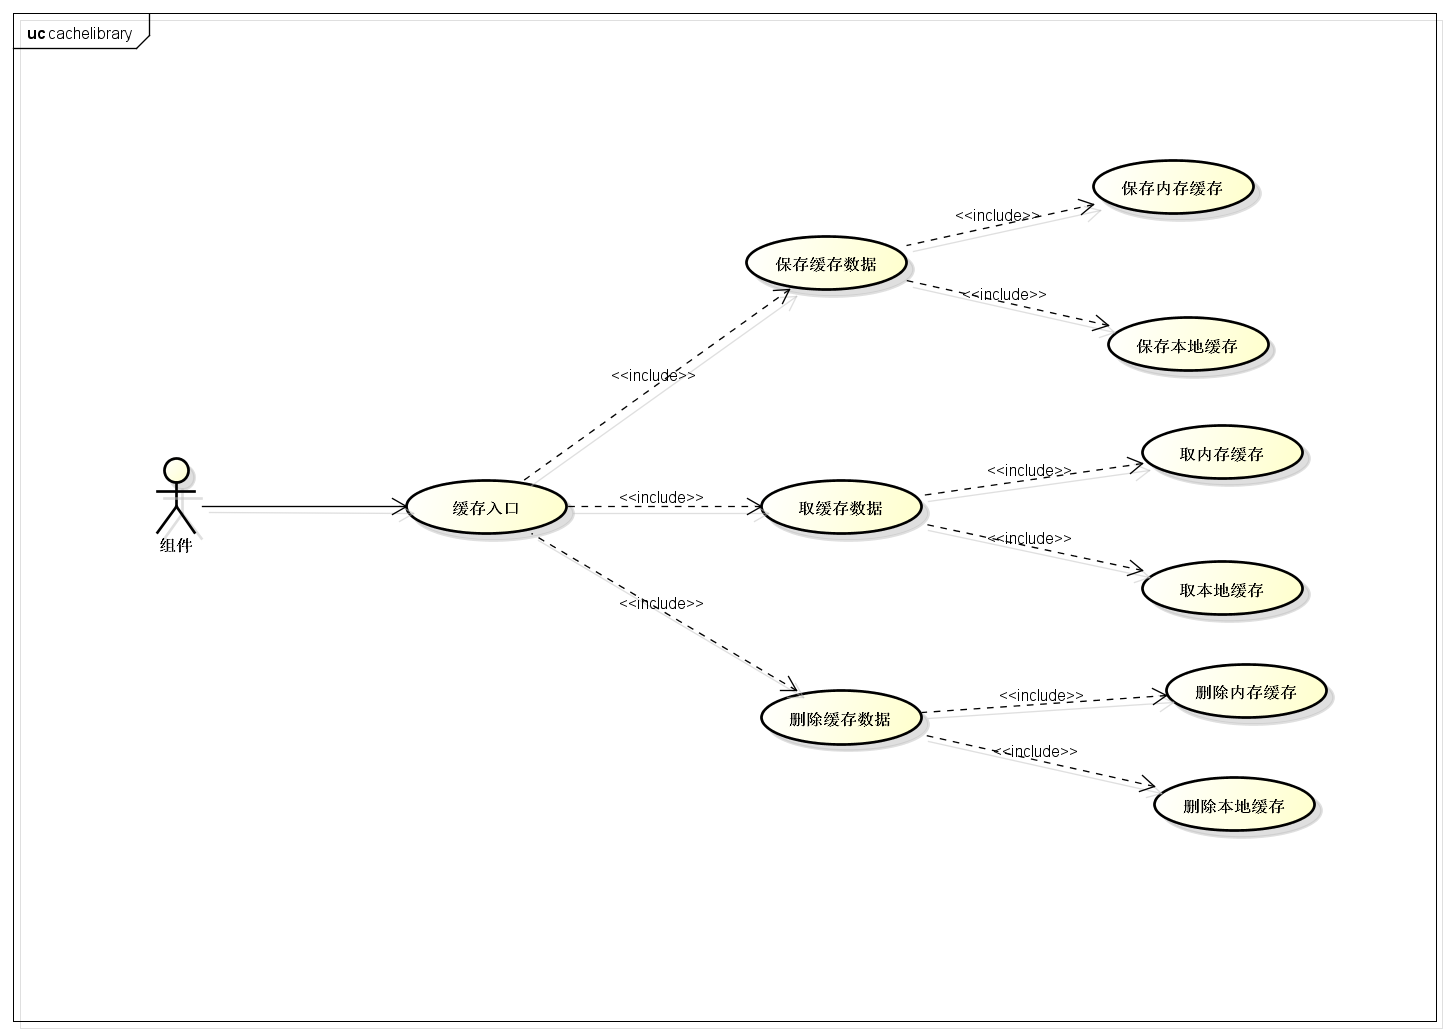 uc cachelibrary
保存内存缓存
<<include>>
保存缓存数据
<<include>>
保存本地缓存
<<include>>
取内存缓存
<<include>>
<<include>>
缓存入口
取缓存数据
<<include>>
组件
取本地缓存
<<include>>
删除内存缓存
<<include>>
删除缓存数据
<<include>>
删除本地缓存